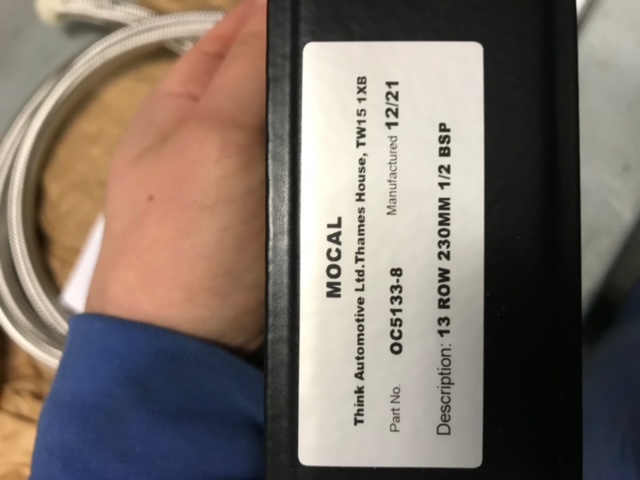 MOCAL
Think Automotive Ltd.Thames House, TW15 1XB
Part No. OC5133-8 Manufactured 12/21
Description: 13 ROW 230MM 1/2 BSP